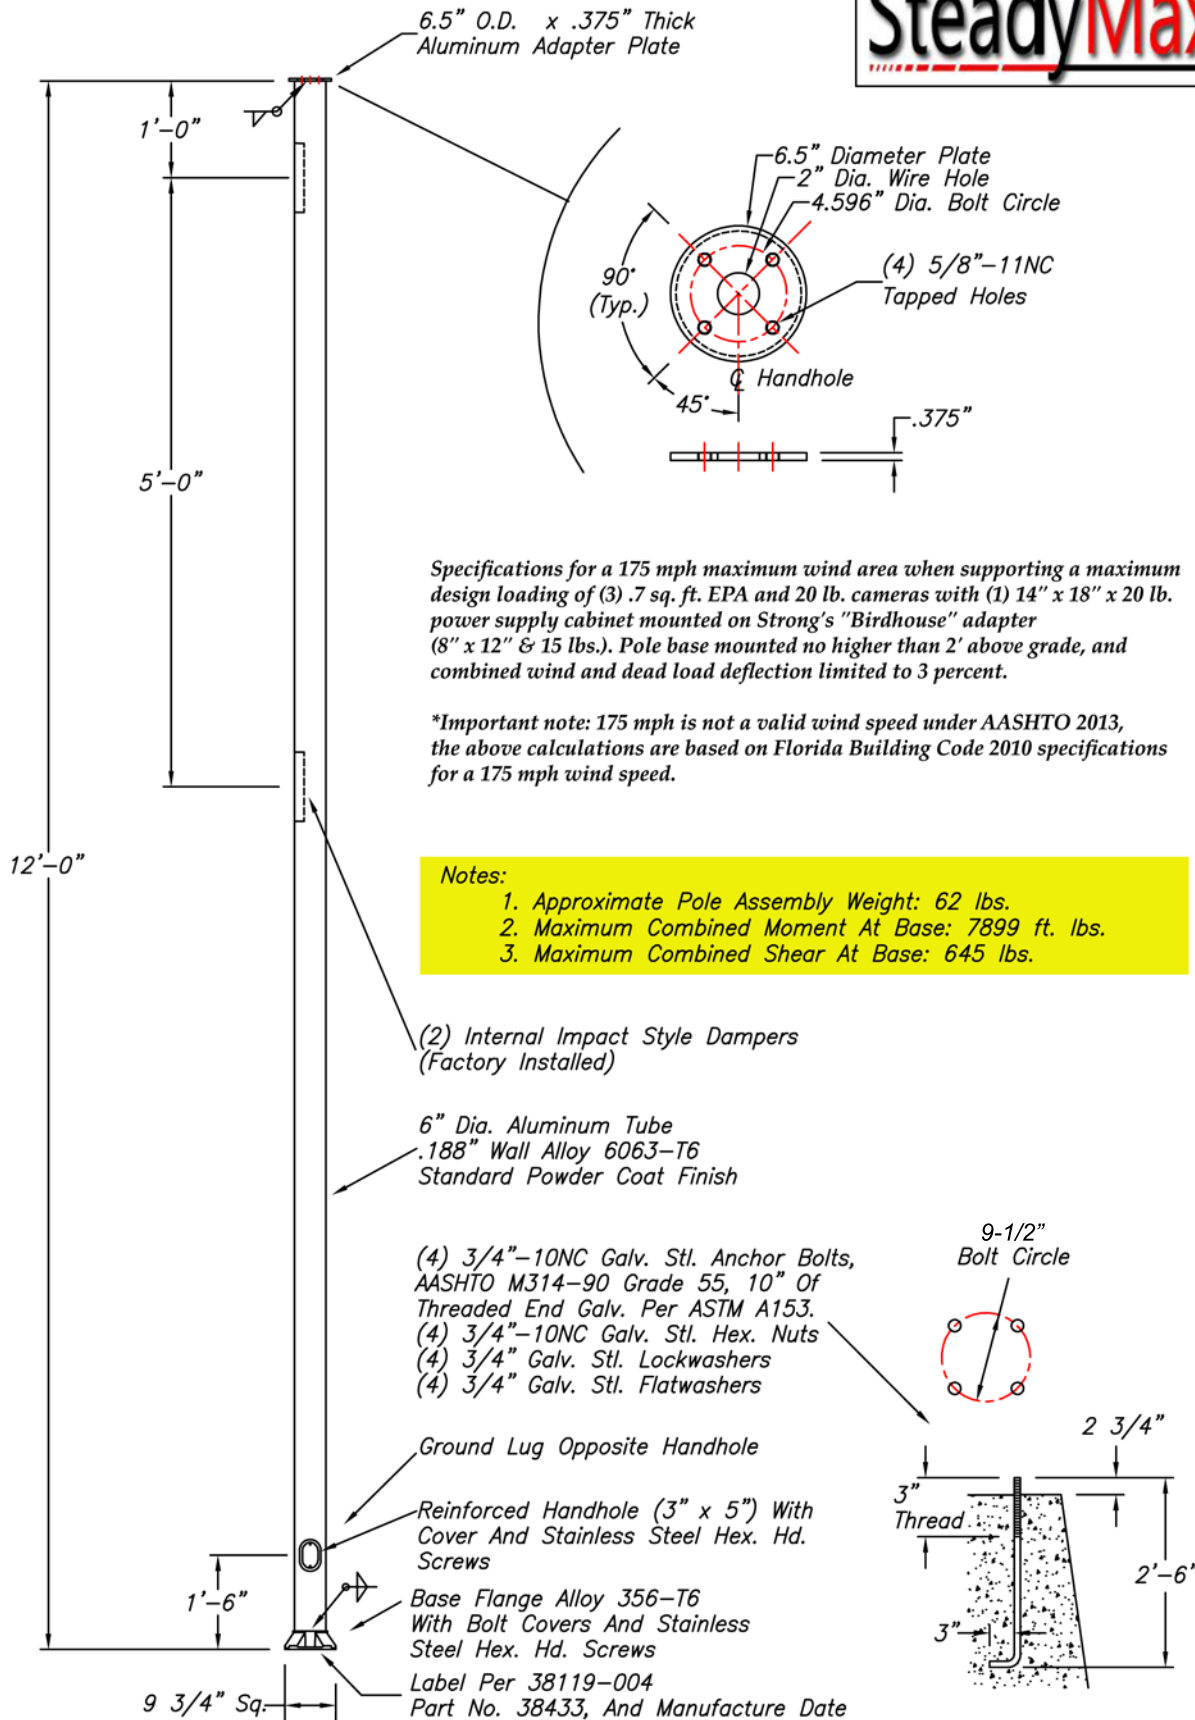 6.5” O.D. x .375” Thick
Aluminum Adapter Plate
SteadyMax
1’-0”
6.5” Diameter Plate
2” Dia. Wire Hole
4.596” Dia. Bolt Circle
90°
(Typ.)
(4) 5/8”-11NC
Tapped Holes
℄ Handhole
45°
.375”
5’-0”
Specifications for a 175 mph maximum wind area when supporting a maximum
design loading of (3) .7 sq. ft. EPA and 20 lb. cameras with (1) 14" x 18" x 20 lb.
power supply cabinet mounted on Strong's "Birdhouse" adapter
(8" x 12" & 15 lbs.). Pole base mounted no higher than 2' above grade, and
combined wind and dead load deflection limited to 3 percent.
*Important note: 175 mph is not a valid wind speed under AASHTO 2013,
the above calculations are based on Florida Building Code 2010 specifications
for a 175 mph wind speed.
12’-0”
Notes:
1. Approximate Pole Assembly Weight: 62 lbs.
2. Maximum Combined Moment At Base: 7899 ft. lbs.
3. Maximum Combined Shear At Base: 645 lbs.
(2) Internal Impact Style Dampers
(Factory Installed)
6” Dia. Aluminum Tube
.188” Wall Alloy 6063-T6
Standard Powder Coat Finish
(4) 3/4”-10NC Galv. Stl. Anchor Bolts,
AASHTO M314-90 Grade 55, 10” Of
Threaded End Galv. Per ASTM A153.
(4) 3/4”-10NC Galv. Stl. Hex. Nuts
(4) 3/4” Galv. Stl. Lockwashers
(4) 3/4” Galv. Stl. Flatwashers
9-1/2”
Bolt Circle
Ground Lug Opposite Handhole
2 3/4”
3”
Thread
Reinforced Handhole (3” x 5”) With
Cover And Stainless Steel Hex. Hd.
Screws
2’-6”
1’-6”
Base Flange Alloy 356-T6
With Bolt Covers And Stainless
Steel Hex. Hd. Screws
3”
Label Per 38119-004
Part No. 38433, And Manufacture Date
9 3/4” Sq.